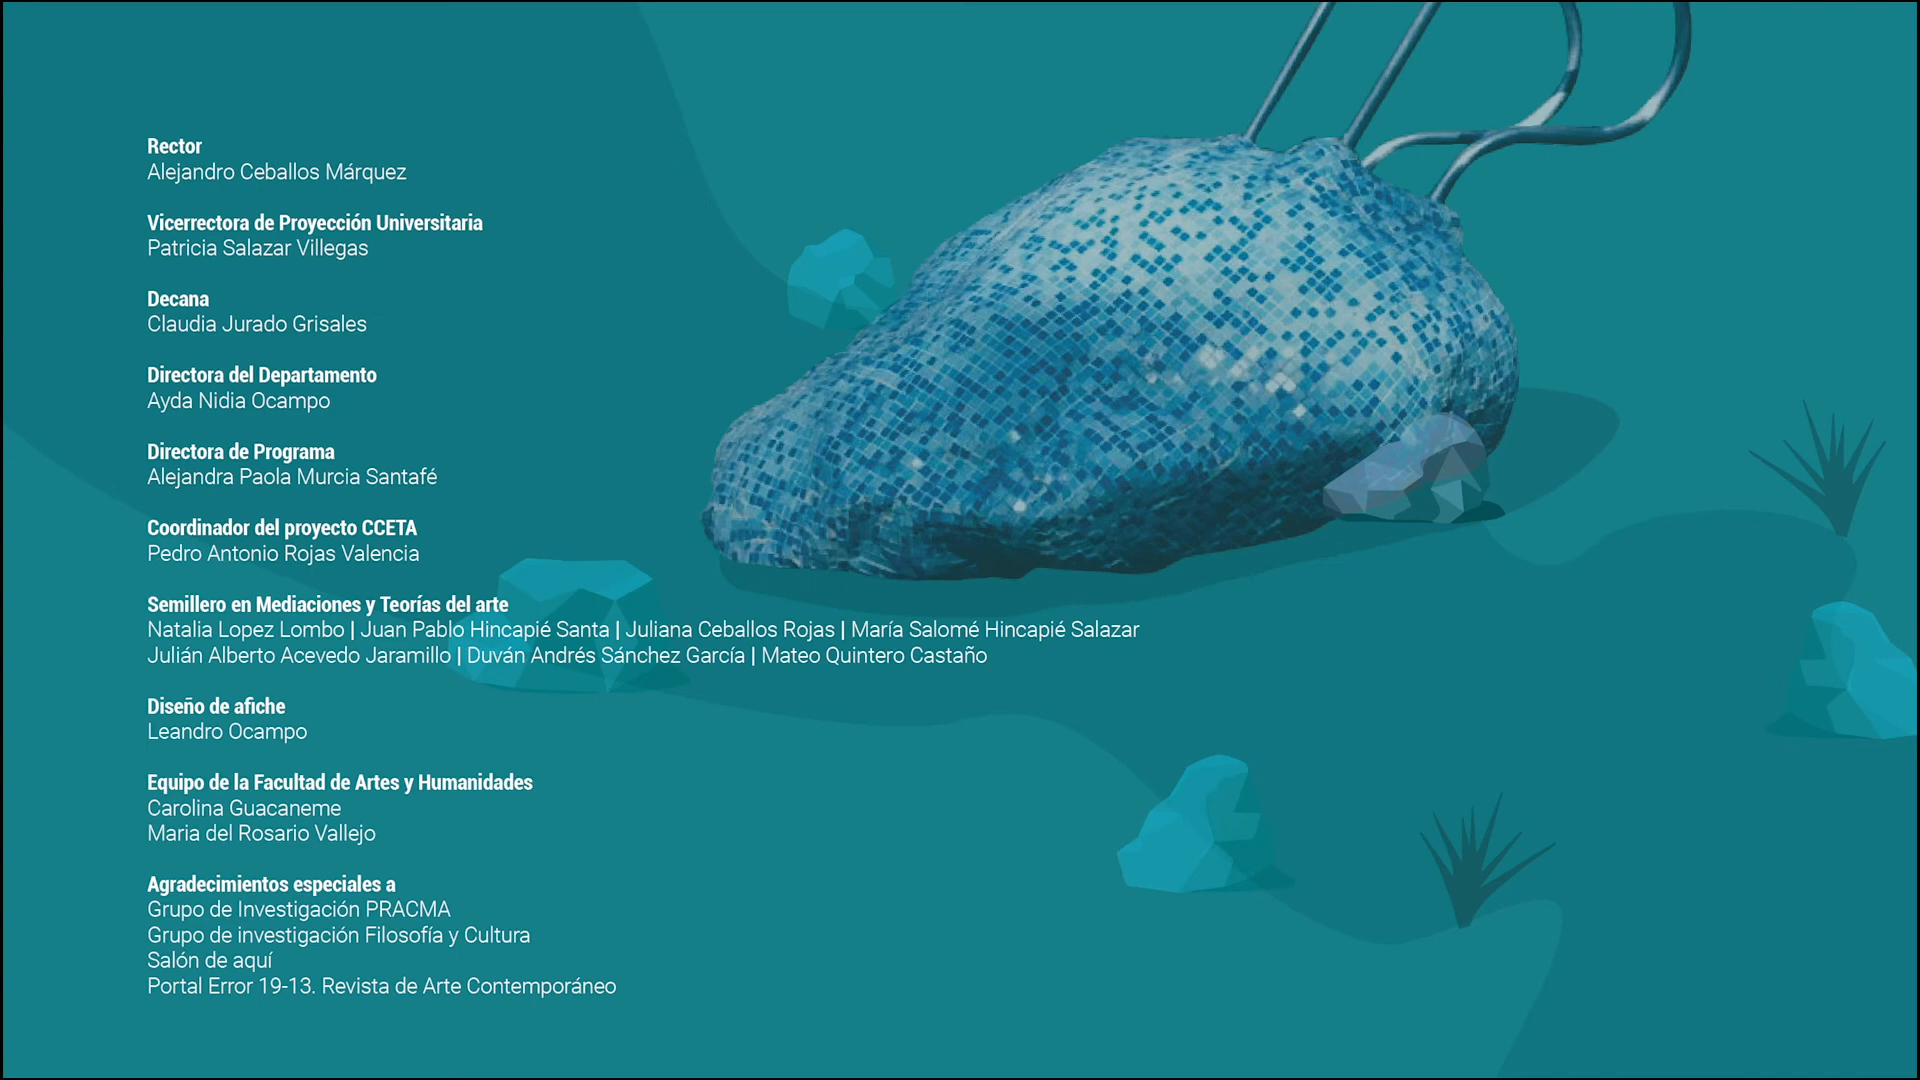 Rector
Alejandro Ceballos Márquez
Vicerrectora de Proyección Universitaria
Patricia Salazar Villegas
Decana
Claudia Jurado Grisales
Directora del Departamento
Ayda Nidia Ocampo
Directora de Programa
Alejandra Paola Murcia Santafé
Coordinador del proyecto CCETA
Pedro Antonio Rojas Valencia
Semillero en Mediaciones y Teorías del arte
Natalia Lopez Lombo | Juan Pablo Hincapié Santa | Juliana Ceballos Rojas | María Salomé Hincapié Salazar
Julián Alberto Acevedo Jaramillo | Duván Andrés Sánchez García | Mateo Quintero Castaño
Diseño de afiche
Leandro Ocampo
Equipo de la Facultad de Artes y Humanidades
Carolina Guacaneme
Maria del Rosario Vallejo
Agradecimientos especiales a
Grupo de Investigación PRACMA
Grupo de investigación Filosofía y Cultura
Salón de aquí
Portal Error 19-13. Revista de Arte Contemporáneo